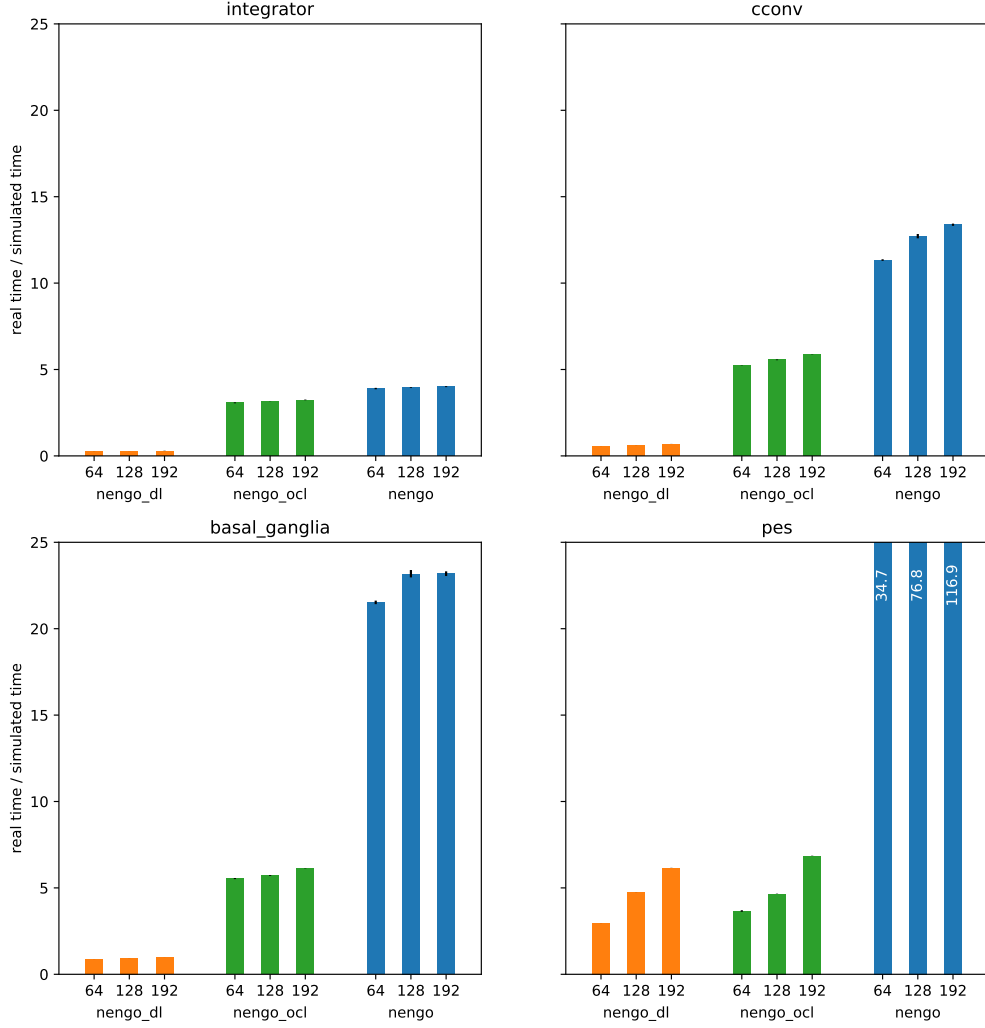 integrator
cconv
25
20
15
10
5
0
real time / simulated time
64 128 192 64 128 192 64 128 192
nengo_dl nengo_ocl nengo
64 128 192 64 128 192 64 128 192
nengo_dl nengo_ocl nengo
basal_ganglia
pes
25
20
15
10
5
0
real time / simulated time
34.7
76.8
116.9
64 128 192 64 128 192 64 128 192
nengo_dl nengo_ocl nengo
64 128 192 64 128 192 64 128 192
nengo_dl nengo_ocl nengo